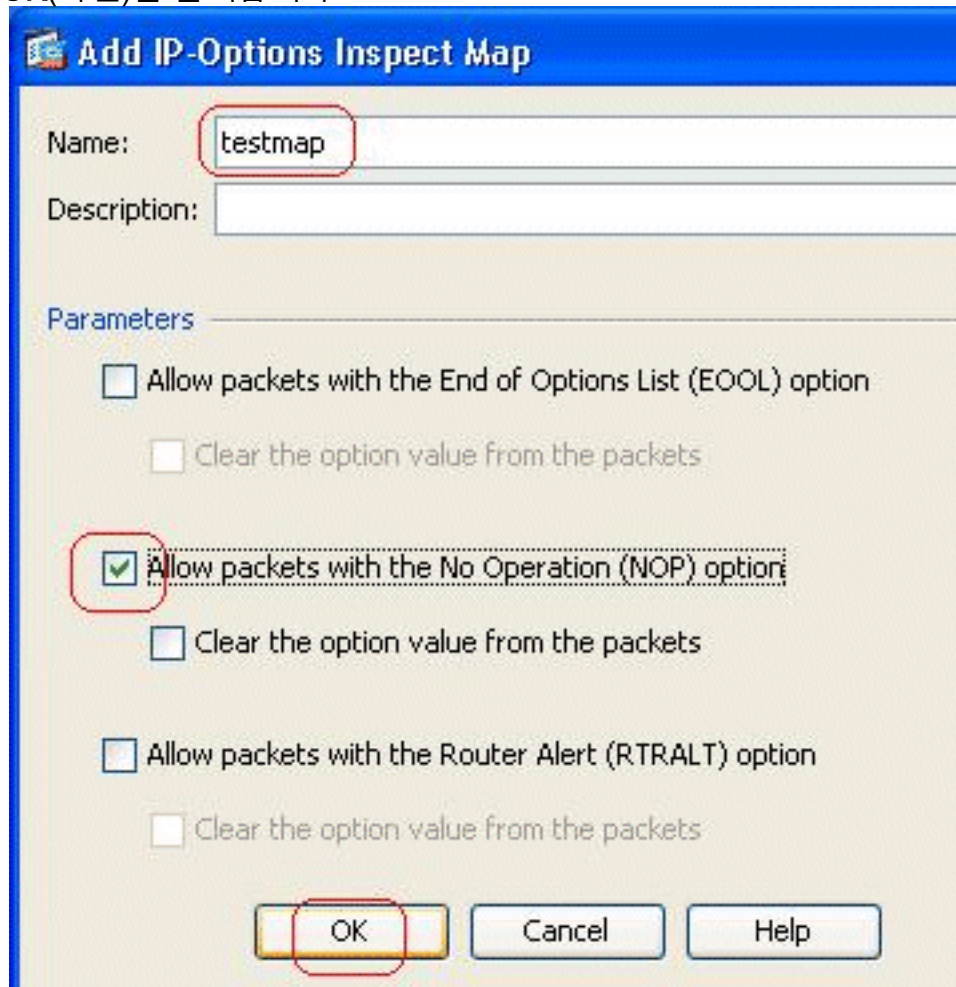 Add IP-Options Inspect Map
Name: testmap
Description:
Parameters
Allow packets with the End of Options List (EOOL) option
Clear the option value from the packets
Allow packets with the No Operation (NOP) option
Clear the option value from the packets
Allow packets with the Router Alert (RTRALT) option
Clear the option value from the packets
OK Cancel Help